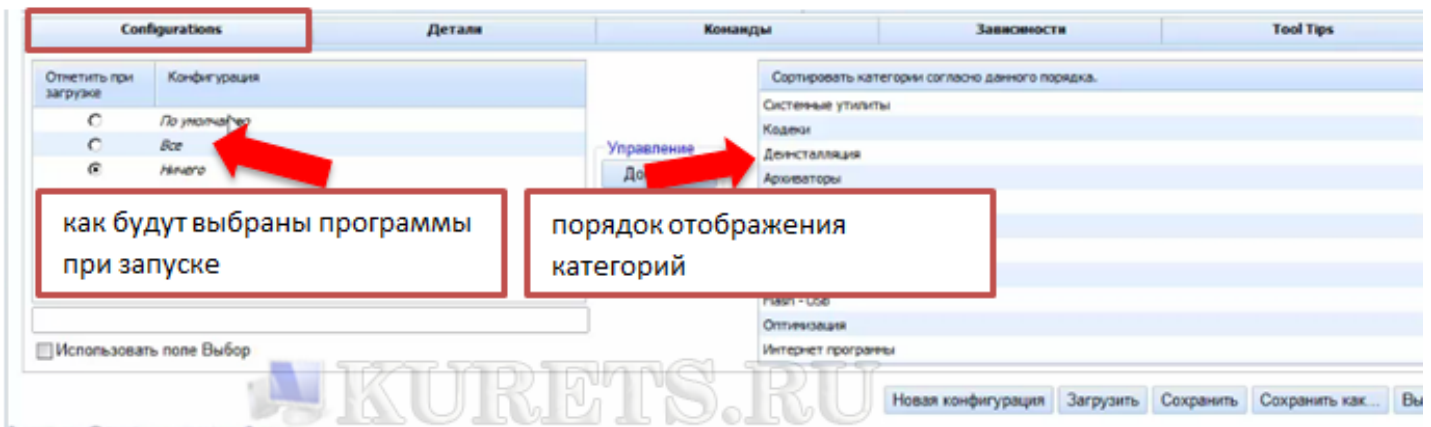 Configurations
Детали
Команды
Зависимости
Tool Tips
Отметить при загрузке
Конфигурация
По умолчанию
Все
Ничего
Управление
как будут выбраны программы
при запуске
порядок отображения
категорий
Сортировать категории согласно данного порядка.
Системные утилиты
Кодеки
Деинсталляция
Архиваторы
Flash - USB
Оптимизация
Интернет программы
Использовать поле Выбор
KURETS.RU
Новая конфигурация
Загрузить
Сохранить
Сохранить как...